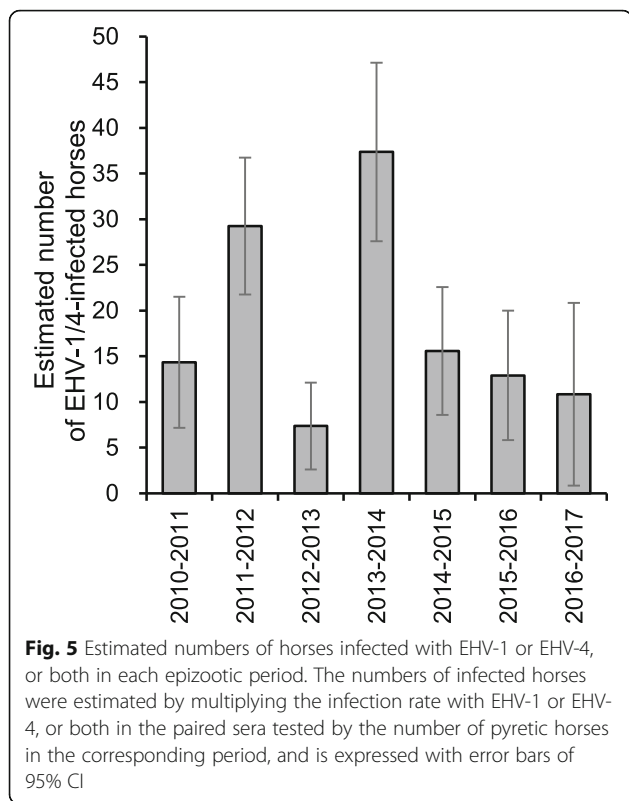 50
45
40
35
30
25
20
15
10
5
0
Estimated number
of EHV-1/4-infected horses
2010-2011
2011-2012
2012-2013
2013-2014
2014-2015
2015-2016
2016-2017
Fig. 5 Estimated numbers of horses infected with EHV-1 or EHV-4,
or both in each epizootic period. The numbers of infected horses
were estimated by multiplying the infection rate with EHV-1 or EHV-
4, or both in the paired sera tested by the number of pyretic horses
in the corresponding period, and is expressed with error bars of
95% CI